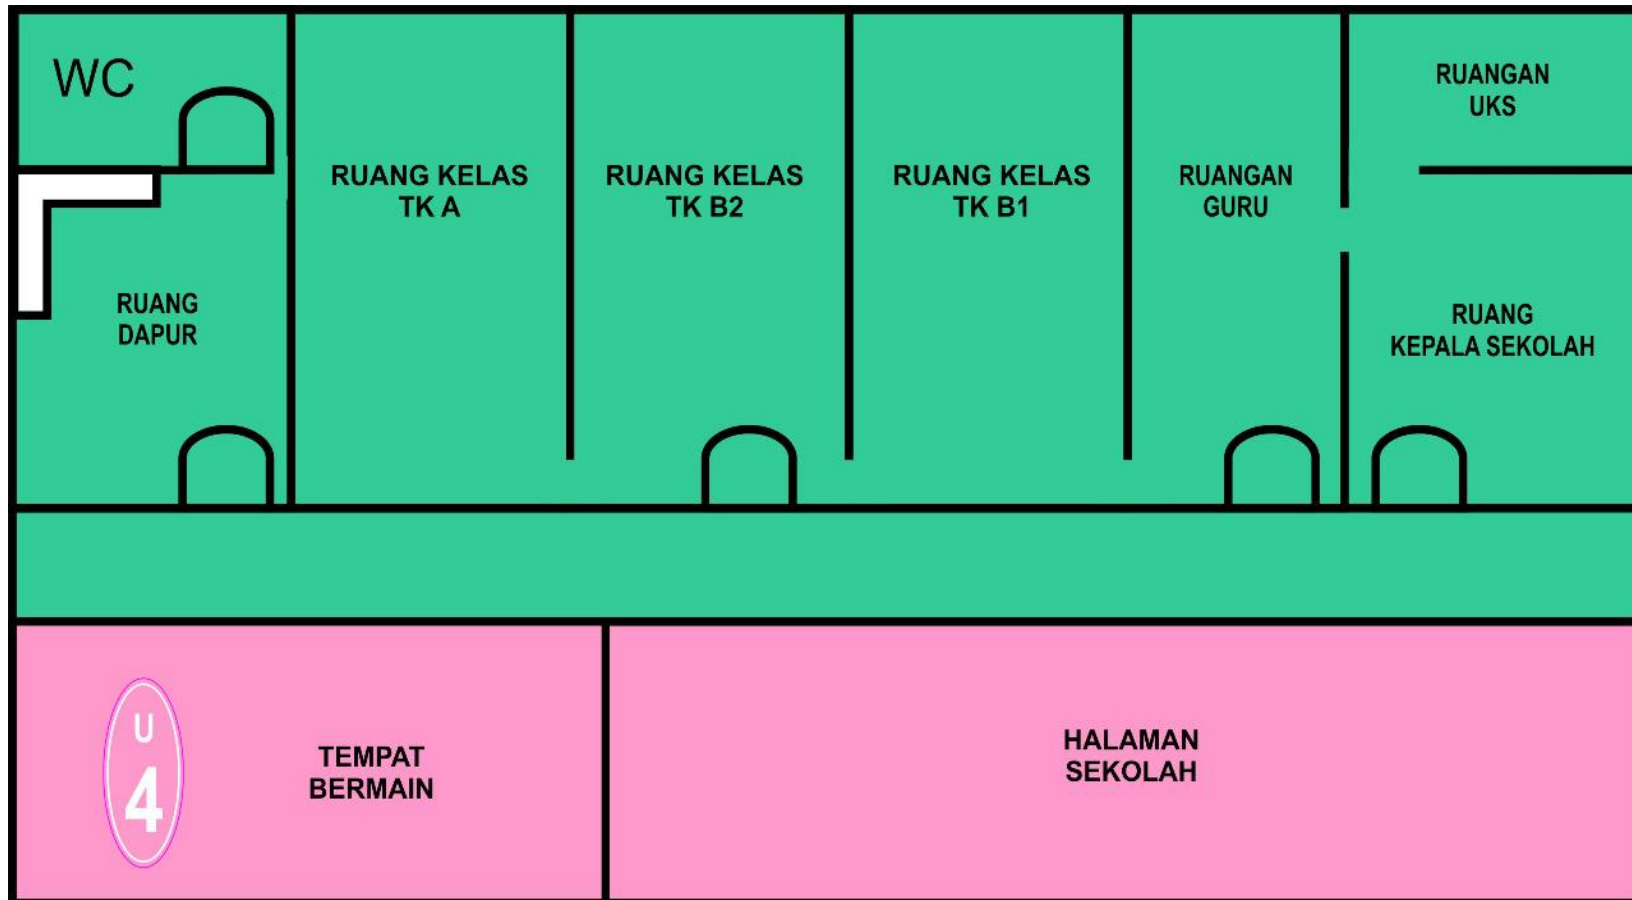 WC
RUANG KELAS
TK A
RUANG KELAS
TK B2
RUANG KELAS
TK B1
RUANGAN
GURU
RUANGAN
UKS
RUANG
DAPUR
RUANG
KEPALA SEKOLAH
U
4
TEMPAT
BERMAIN
HALAMAN
SEKOLAH